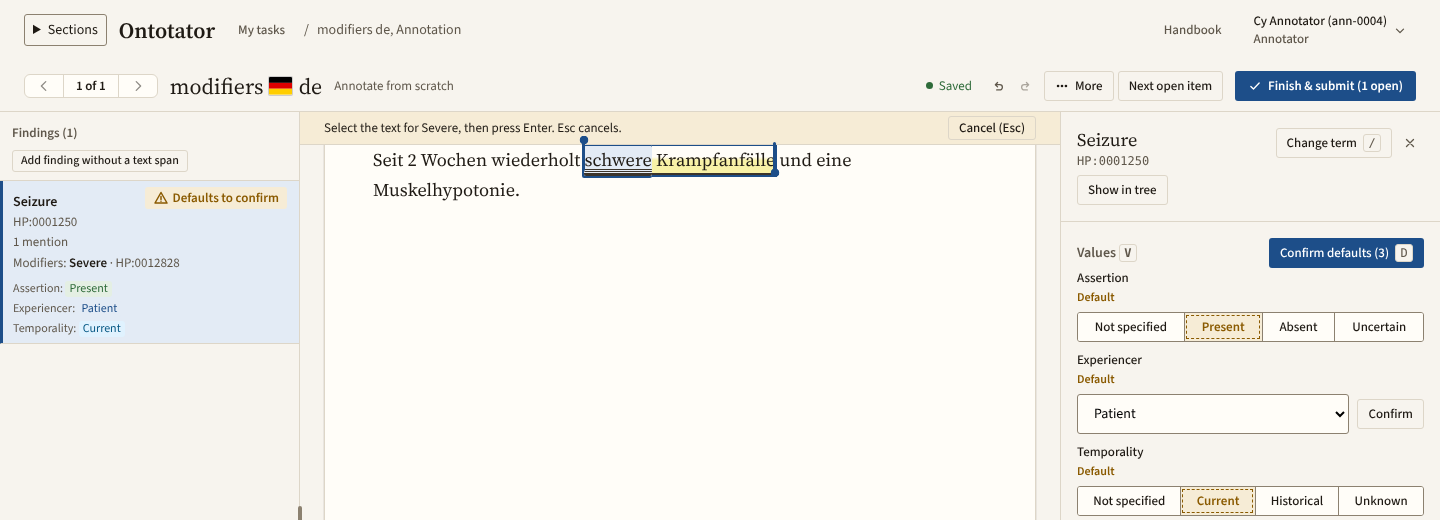 ▶ Sections
Ontotator
My tasks / modifiers de, Annotation
Handbook
Cy Annotator (ann-0004)
Annotator
1 of 1
modifiers de
Annotate from scratch
Saved
More
Next open item
Finish & submit (1 open)
Findings (1)
Add finding without a text span
Seizure
Defaults to confirm
HP:0001250
1 mention
Modifiers: Severe · HP:0012828
Assertion: Present
Experiencer: Patient
Temporality: Current
Select the text for Severe, then press Enter. Esc cancels.
Cancel (Esc)
Seit 2 Wochen wiederholt schwere Krampfanfälle und eine
Muskelhypotonie.
Seizure
HP:0001250
Change term /
Show in tree
Values V
Confirm defaults (3) D
Assertion
Default
Not specified Present Absent Uncertain
Experiencer
Default
Patient
Confirm
Temporality
Default
Not specified Current Historical Unknown